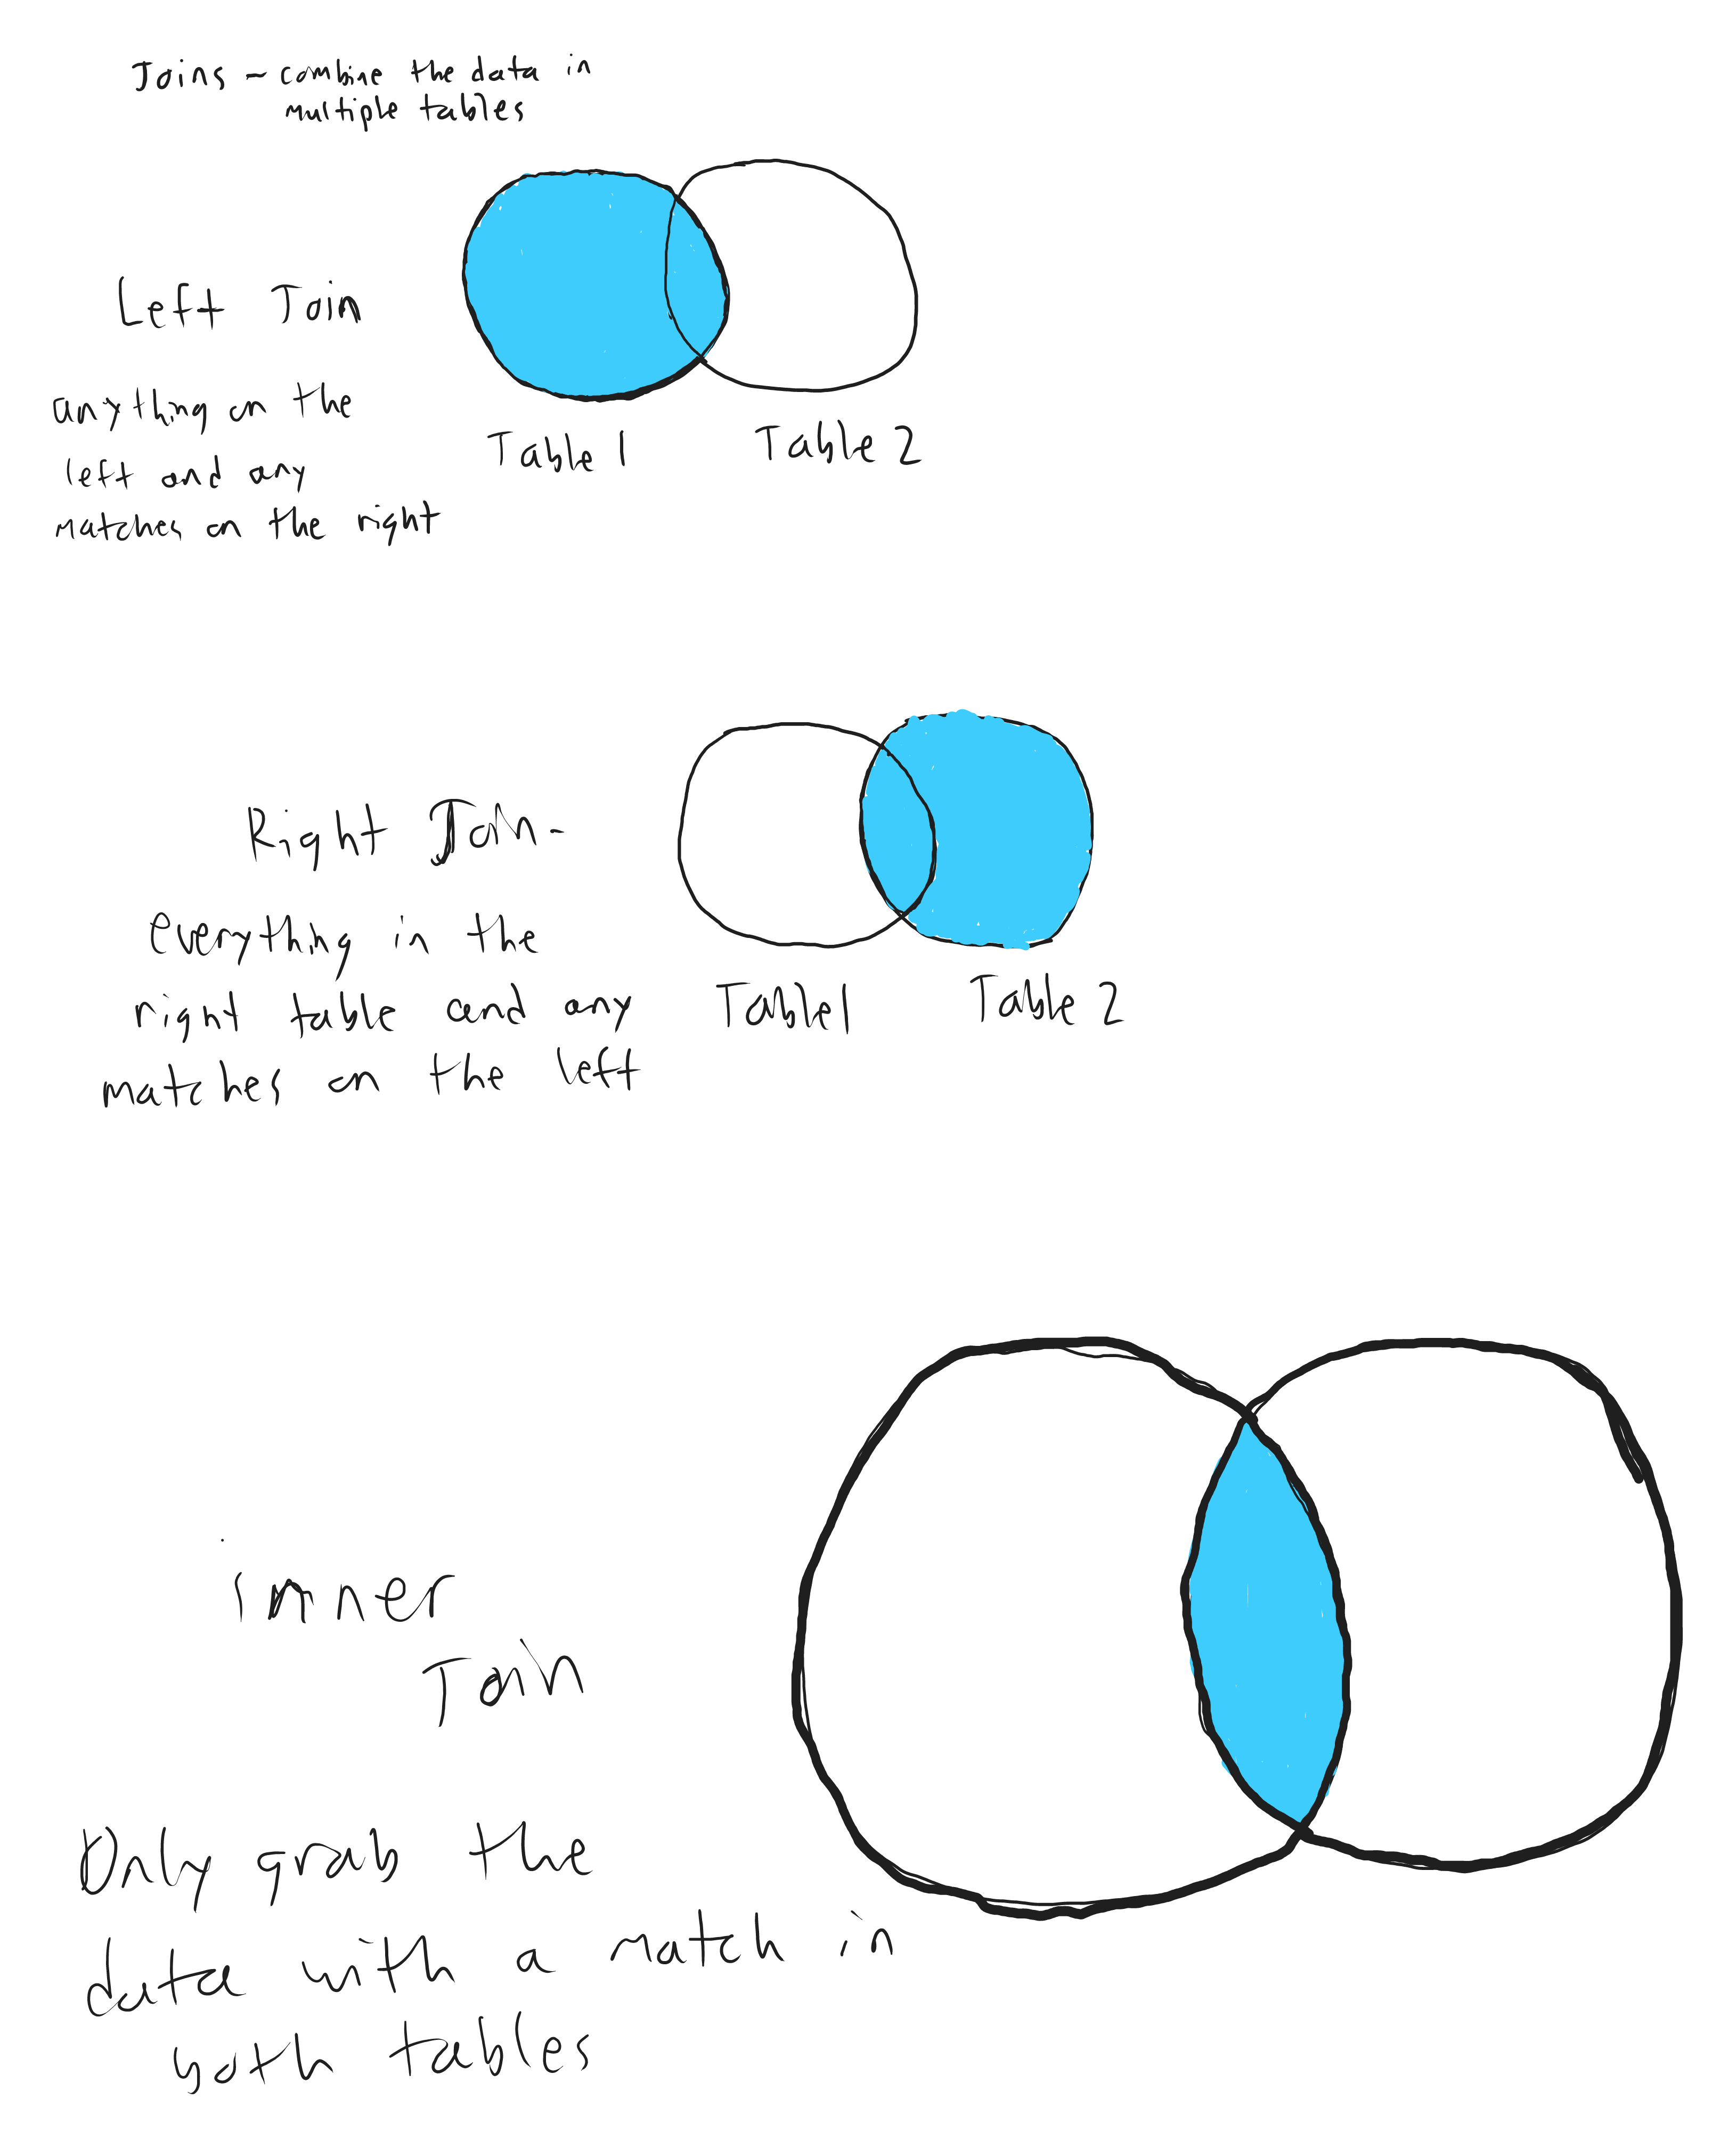 Joins - combine the data in
multiple tables
Left Join
anything on the
left and any
matches on the right
Table 1
Table 2
Right Join -
everything in the
right table and any
matches on the left
Table 1
Table 2
inner
Join
Only grab the
data with a match in
both tables